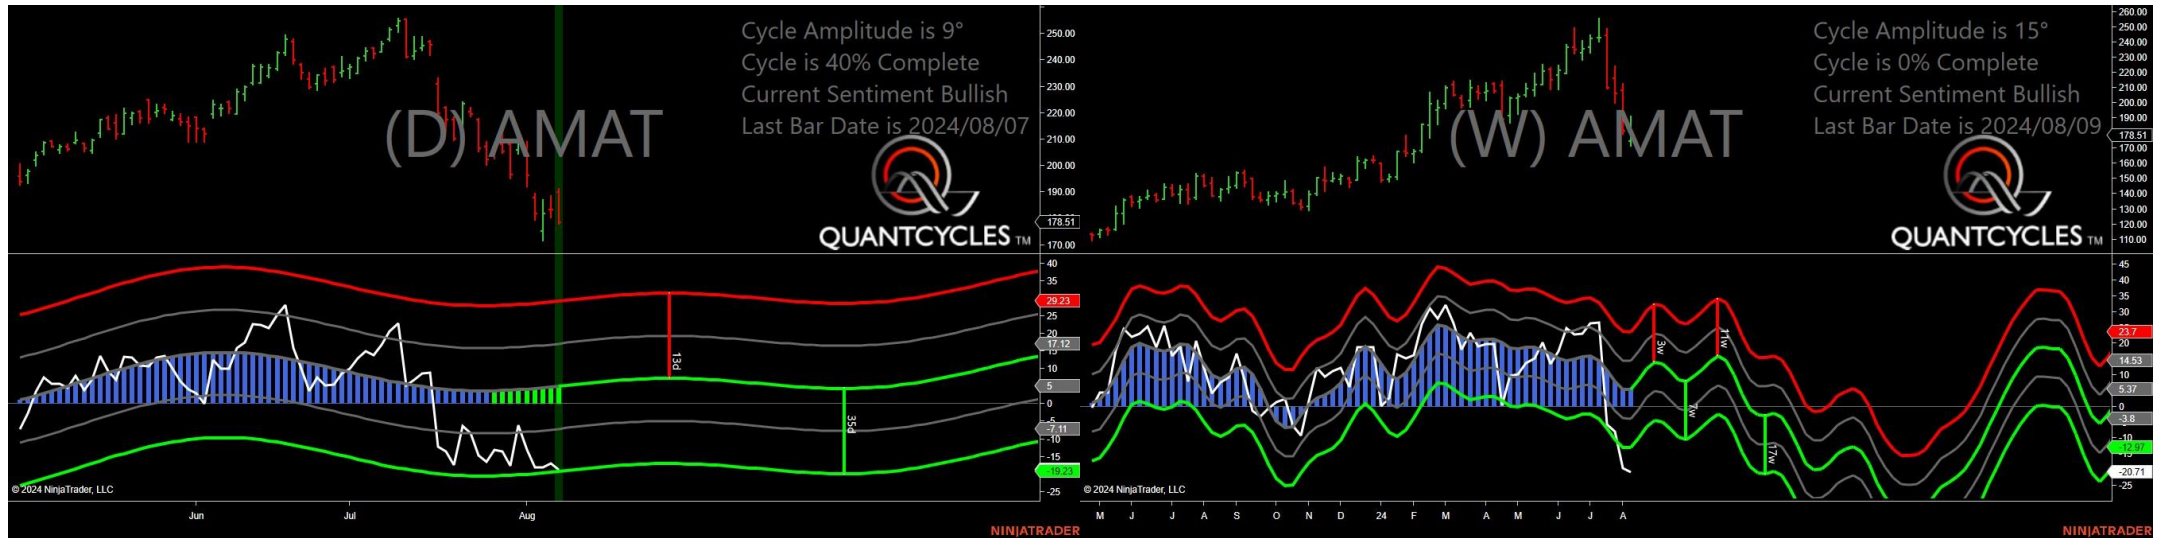 Cycle Amplitude is 9°
Cycle is 40% Complete
Current Sentiment Bullish
Last Bar Date is 2024/08/07
(D) AMAT
QUANTCYCLES TM
250.00
240.00
230.00
220.00
210.00
200.00
190.00
178.51
170.00
40
35
29.23
25
20
17.12
15
10
5
0
-7.11
-10
-15
-19.23
-25
13d
35d
© 2024 NinjaTrader, LLC
Jun Jul Aug
NINJATRADER
Cycle Amplitude is 15°
Cycle is 0% Complete
Current Sentiment Bullish
Last Bar Date is 2024/08/09
(W) AMAT
QUANTCYCLES TM
260.00
250.00
240.00
230.00
220.00
210.00
200.00
190.00
178.51
170.00
160.00
150.00
140.00
130.00
120.00
110.00
45
40
35
30
23.7
20
14.53
10
5.37
0
-3.8
-10
-12.97
-20.71
-25
3w
11w
7w
17w
© 2024 NinjaTrader, LLC
M J J A S O N D 24 F M A M J J A
NINJATRADER